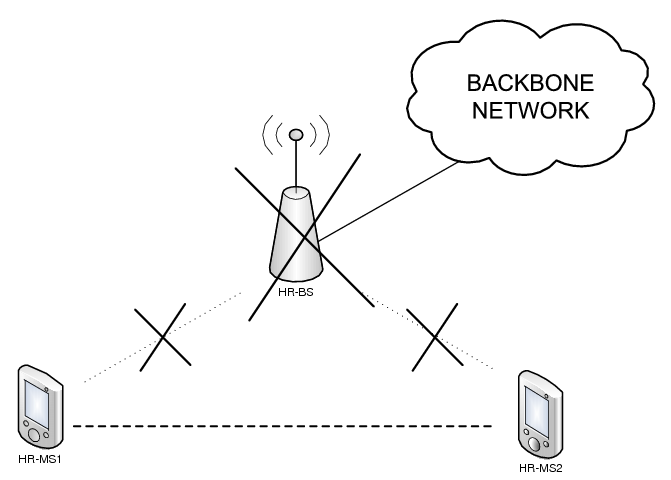 BACKBONE
NETWORK
HR-BS
HR-MS1
HR-MS2